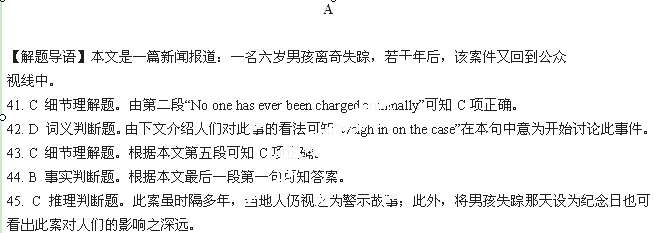 A
【解题导语】本文是一篇新闻报道：一名六岁男孩离奇失踪，若干年后，该案件又回到公众
视线中。
41. C 细节理解题。由第二段“No one has ever been charged criminally”可知 C 项正确。
42. D 词义判断题。由下文介绍人们对此事的看法可知“weigh in on the case”在本句中意为开始讨论此事件。
43. C 细节理解题。根据本文第五段可知 C 项正确。
44. B 事实判断题。根据本文最后一段第一句可知答案。
45. C 推理判断题。此案虽时隔多年，当地人仍视之为警示故事；此外，将男孩失踪那天设为纪念日也可
看出此案对人们的影响之深远。